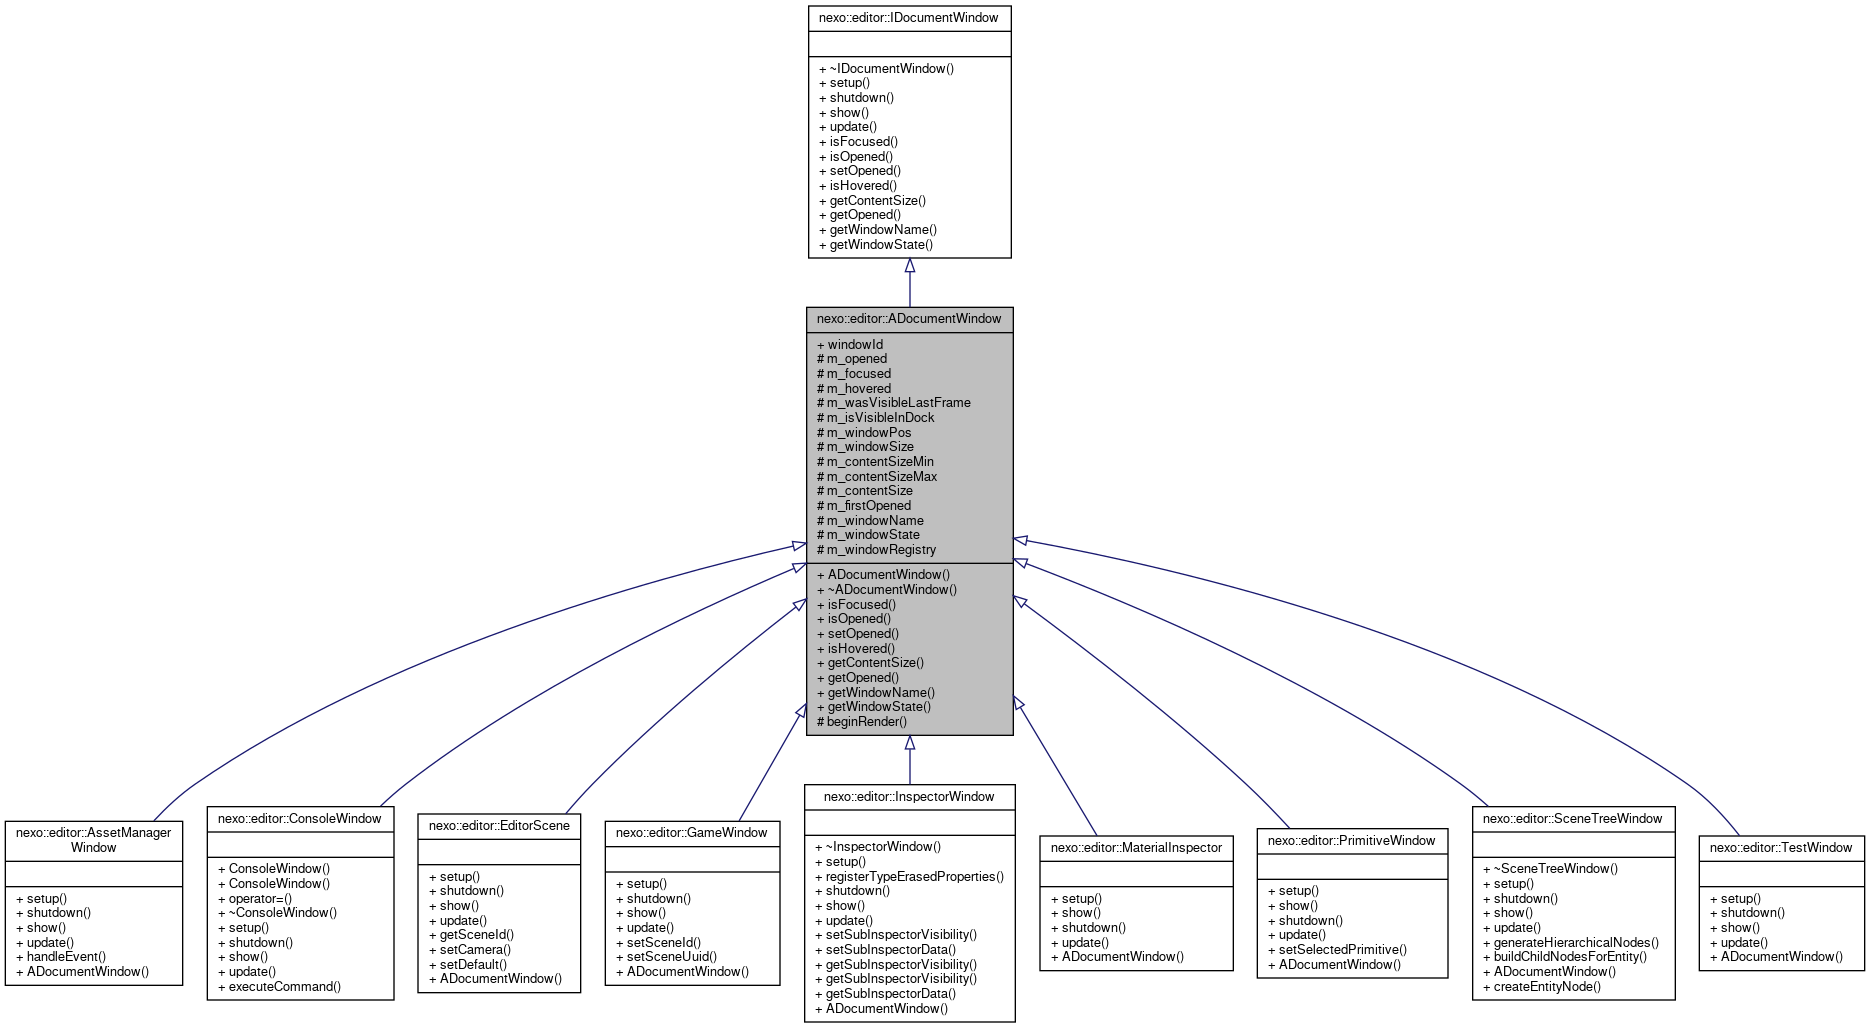 nexo::editor::IDocumentWindow
+ ~IDocumentWindow()
+ setup()
+ shutdown()
+ show()
+ update()
+ isFocused()
+ isOpened()
+ setOpened()
+ isHovered()
+ getContentSize()
+ getOpened()
+ getWindowName()
+ getWindowState()
nexo::editor::ADocumentWindow
+ windowId
# m_opened
# m_focused
# m_hovered
# m_wasVisibleLastFrame
# m_isVisibleInDock
# m_windowPos
# m_windowSize
# m_contentSizeMin
# m_contentSizeMax
# m_contentSize
# m_firstOpened
# m_windowName
# m_windowState
# m_windowRegistry
+ ADocumentWindow()
+ ~ADocumentWindow()
+ isFocused()
+ isOpened()
+ setOpened()
+ isHovered()
+ getContentSize()
+ getOpened()
+ getWindowName()
+ getWindowState()
# beginRender()
nexo::editor::AssetManager
Window
+ setup()
+ shutdown()
+ show()
+ update()
+ handleEvent()
+ ADocumentWindow()
nexo::editor::ConsoleWindow
+ ConsoleWindow()
+ ConsoleWindow()
+ operator=()
+ ~ConsoleWindow()
+ setup()
+ shutdown()
+ show()
+ update()
+ executeCommand()
nexo::editor::EditorScene
+ setup()
+ shutdown()
+ show()
+ update()
+ getSceneId()
+ setCamera()
+ setDefault()
+ ADocumentWindow()
nexo::editor::GameWindow
+ setup()
+ shutdown()
+ show()
+ update()
+ setSceneId()
+ setSceneUuid()
+ ADocumentWindow()
nexo::editor::InspectorWindow
+ ~InspectorWindow()
+ setup()
+ registerTypeErasedProperties()
+ shutdown()
+ show()
+ update()
+ setSubInspectorVisibility()
+ setSubInspectorData()
+ getSubInspectorVisibility()
+ getSubInspectorVisibility()
+ getSubInspectorData()
+ ADocumentWindow()
nexo::editor::MaterialInspector
+ setup()
+ show()
+ shutdown()
+ update()
+ ADocumentWindow()
nexo::editor::PrimitiveWindow
+ setup()
+ show()
+ shutdown()
+ update()
+ setSelectedPrimitive()
+ ADocumentWindow()
nexo::editor::SceneTreeWindow
+ ~SceneTreeWindow()
+ setup()
+ shutdown()
+ show()
+ update()
+ generateHierarchicalNodes()
+ buildChildNodesForEntity()
+ ADocumentWindow()
+ createEntityNode()
nexo::editor::TestWindow
+ setup()
+ shutdown()
+ show()
+ update()
+ ADocumentWindow()